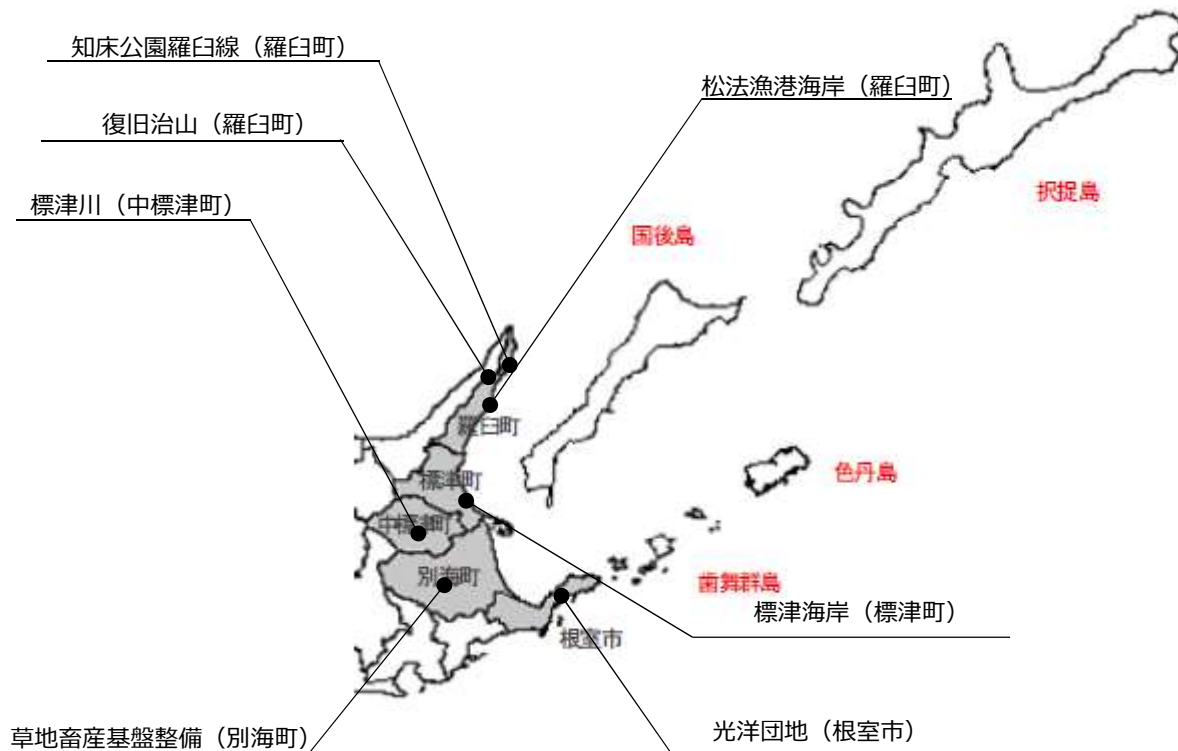 知床公園羅臼線（羅臼町）
松法漁港海岸（羅臼町）
復旧治山（羅臼町）
標津川（中標津町）
択捉島
国後島
羅臼町
標津町
色丹島
中標津町
別海町
歯舞群島
標津海岸（標津町）
根室市
草地畜産基盤整備（別海町）
光洋団地（根室市）